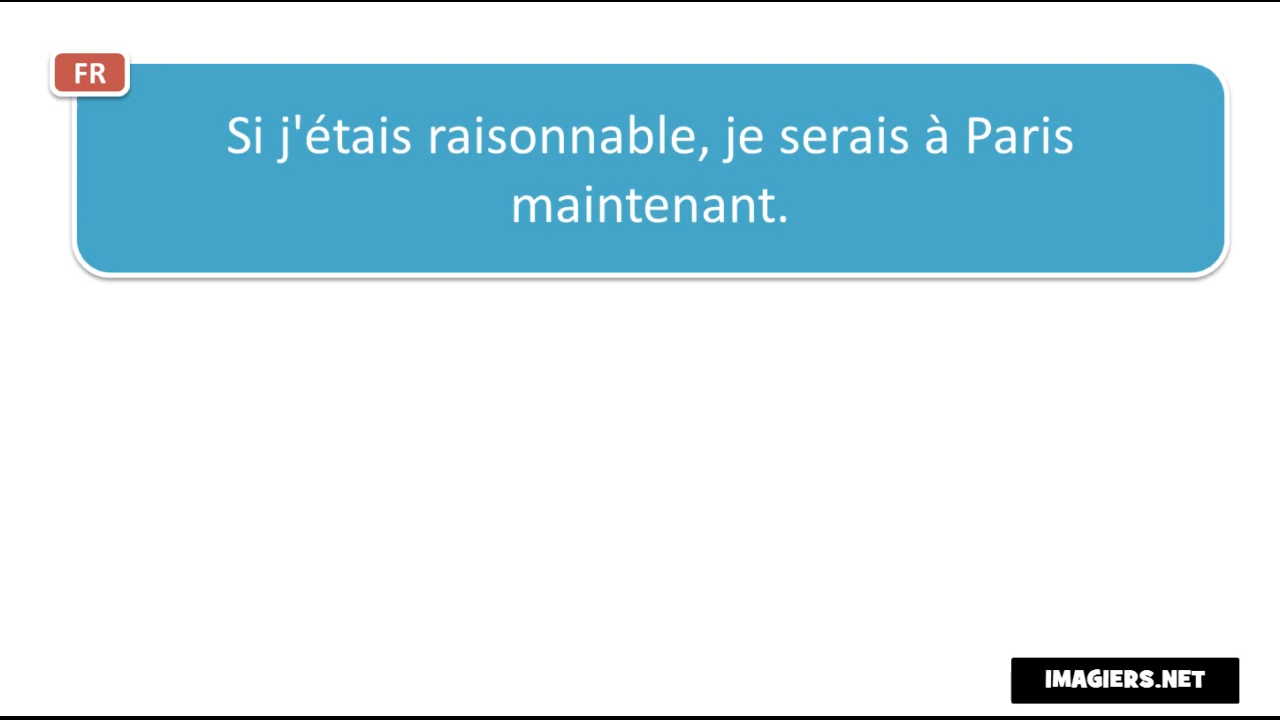 FR
Si j'étais raisonnable, je serais à Paris
maintenant.
IMAGIERS.NET